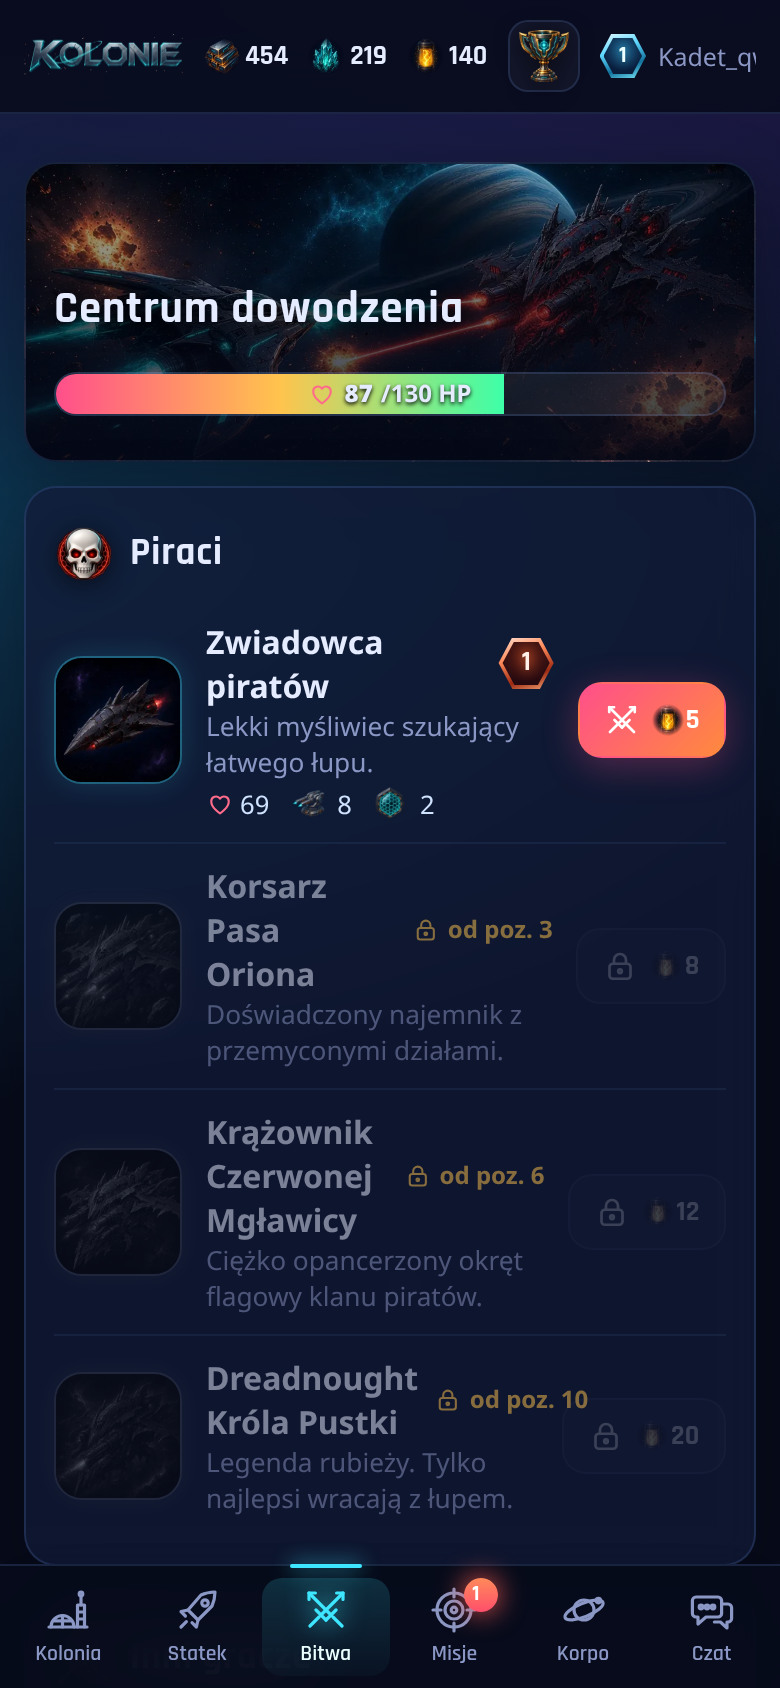 KOLONIE 454 219 140 1 Kadet_q
Centrum dowodzenia
87 /130 HP
Piraci
Zwiadowca
piratów
1
Lekki myśliwiec szukający
łatwego łupu.
69 8 2
5
Korsarz
Pasa
Oriona
od poz. 3
Doświadczony najemnik z
przemyconymi działami.
8
Krążownik
Czerwonej
Mgławicy
od poz. 6
Ciężko opancerzony okręt
flagowy klanu piratów.
12
Dreadnought
Króla Pustki
od poz. 10
Legenda rubieży. Tylko
najlepsi wracają z łupem.
20
1
Kolonia Statek Bitwa Misje Korpo Czat